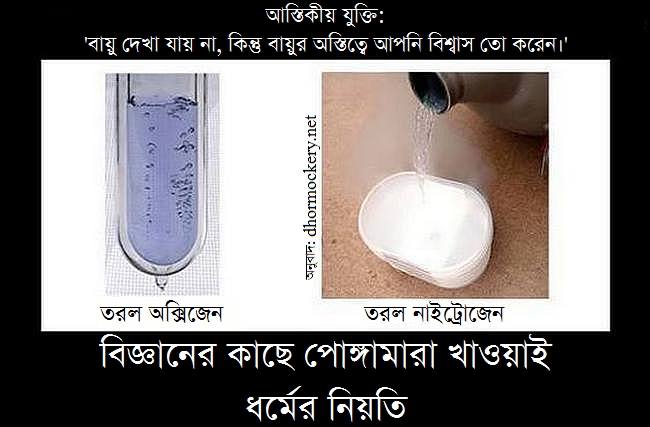 আস্তিকীয় যুক্তি:
'বায়ু দেখা যায় না, কিন্তু বায়ুর অস্তিত্বে আপনি বিশ্বাস তো করেন।'
অনুবাদ: dhormockery.net
তরল অক্সিজেন
তরল নাইট্রোজেন
বিজ্ঞানের কাছে পোঙ্গামারা খাওয়াই
ধর্মের নিয়তি